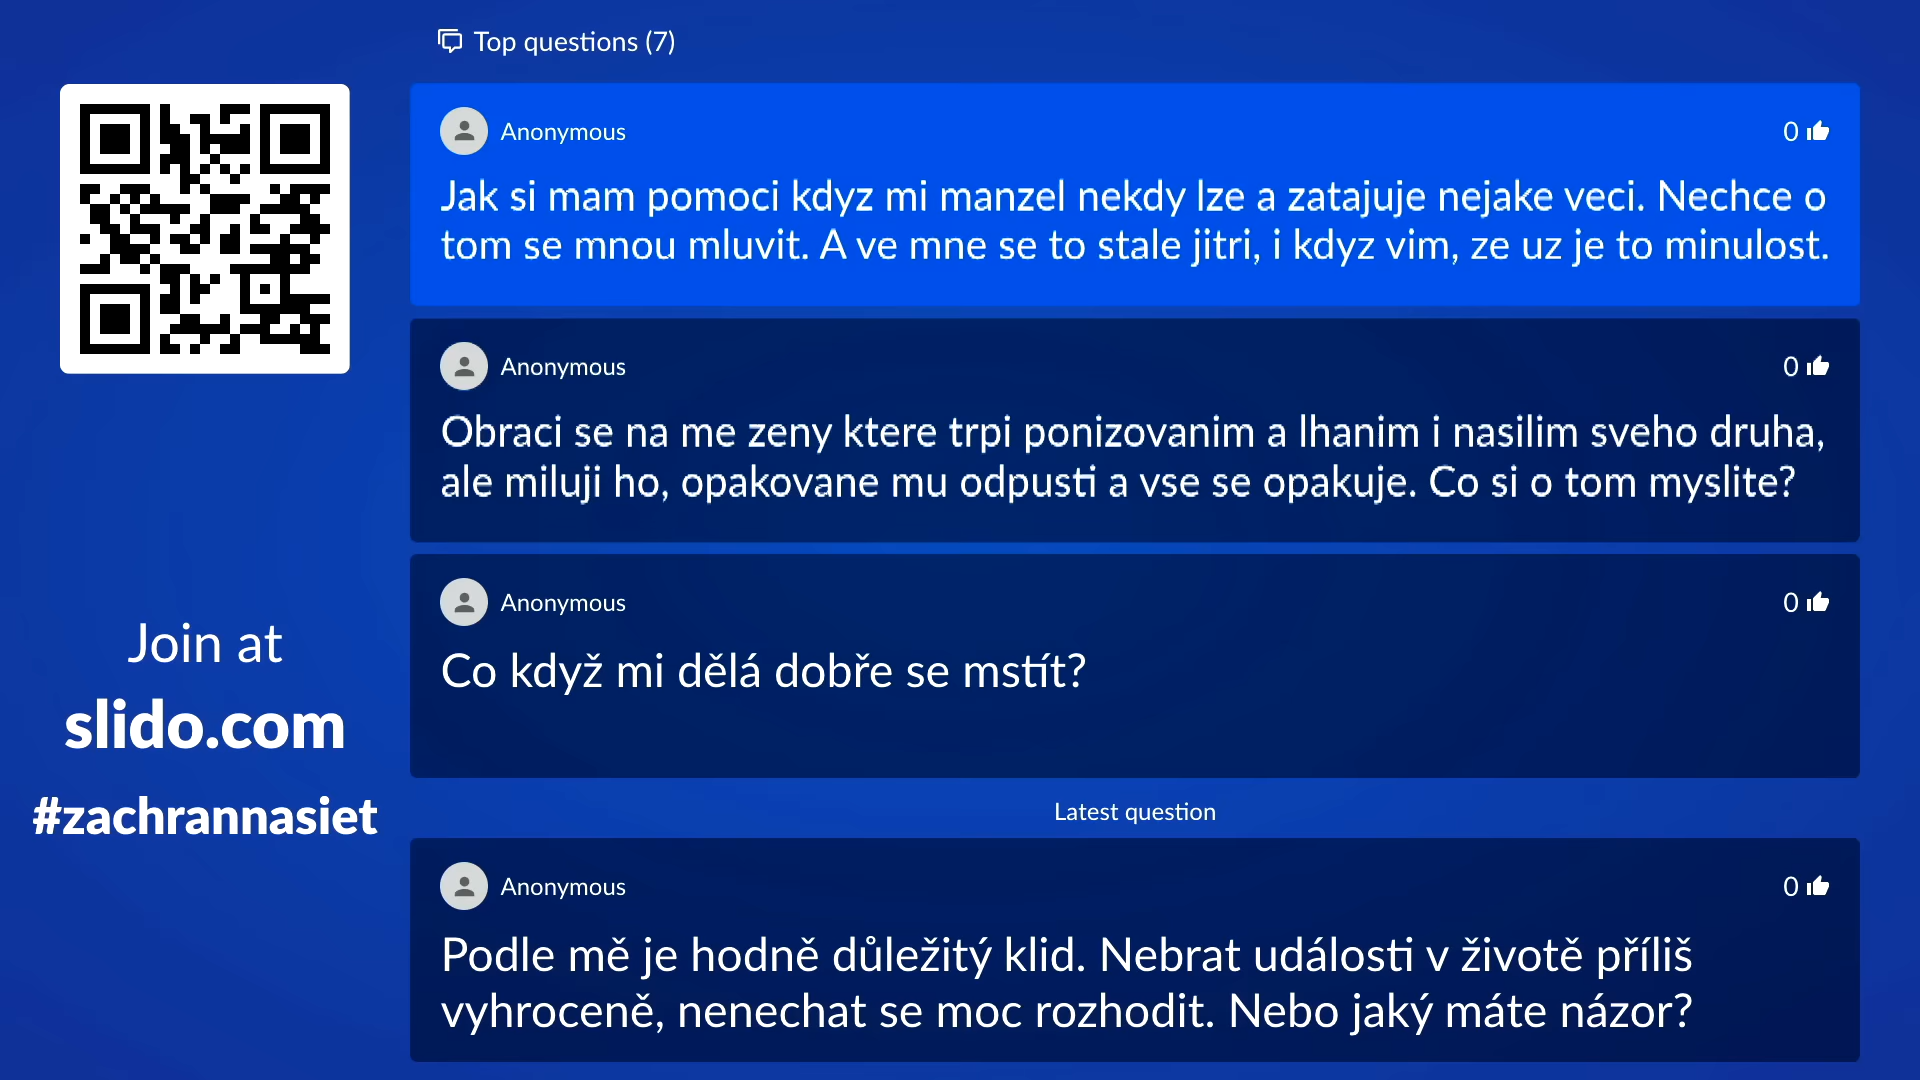 Top questions (7)
Anonymous
0
Jak si mam pomoci kdyz mi manzel nekdy lze a zatajuje nejake veci. Nechce o
tom se mnou mluvit. A ve mne se to stale jitri, i kdyz vim, ze uz je to minulost.
Anonymous
0
Obraci se na me zeny ktere trpi ponizovanim a lhanim i nasilim sveho druha,
ale miluji ho, opakovane mu odpusti a vse se opakuje. Co si o tom myslite?
Anonymous
0
Co když mi dělá dobře se mstít?
Join at
slido.com
#zachrannasiet
Latest question
Anonymous
0
Podle mě je hodně důležitý klid. Nebrat události v životě příliš
vyhroceně, nenechat se moc rozhodit. Nebo jaký máte názor?